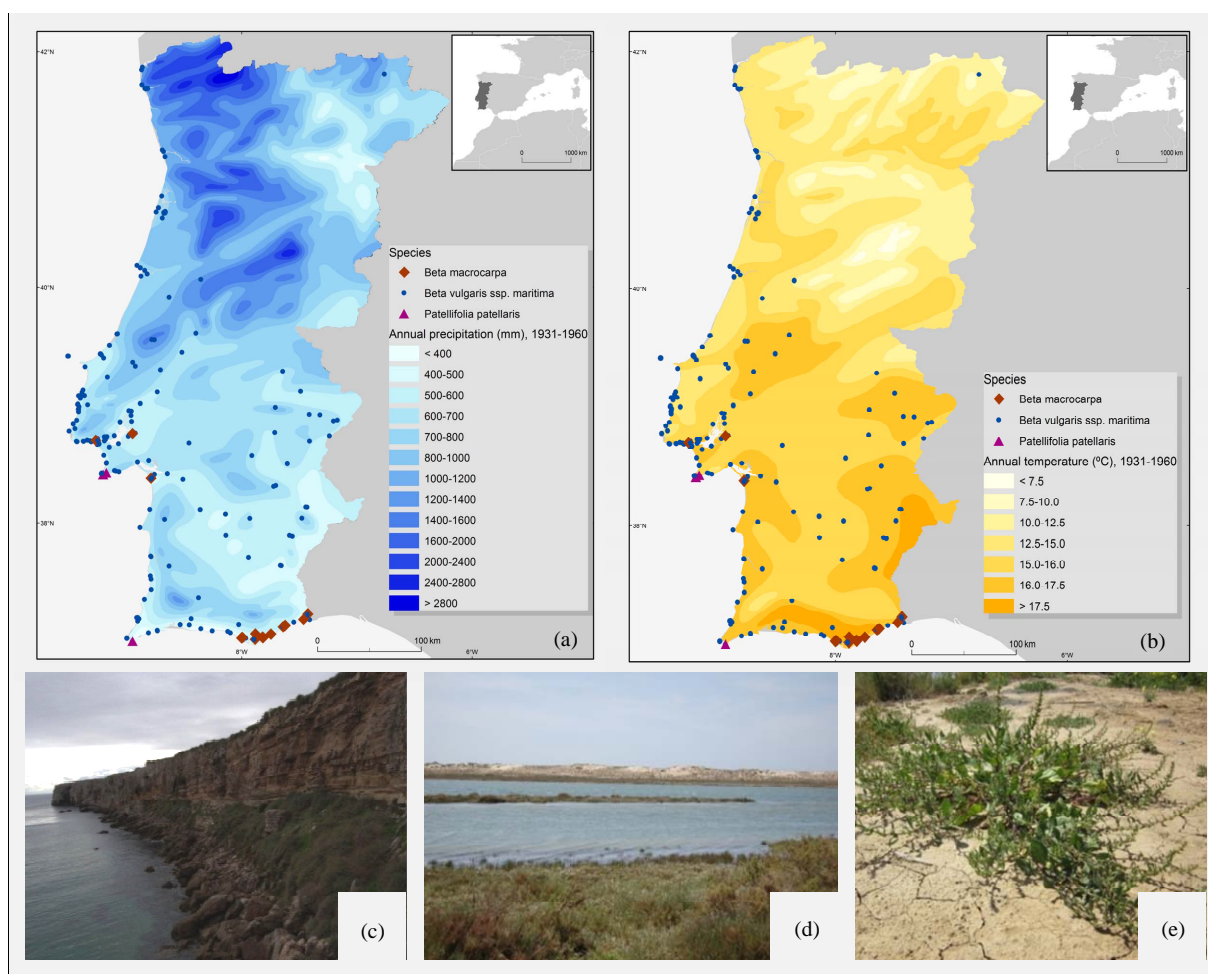 42°N
40°N
38°N
8°W
6°W
0 1000 km
Species
Beta macrocarpa
Beta vulgaris ssp. maritima
Patellifolia patellaris
Annual precipitation (mm), 1931-1960
< 400
400-500
500-600
600-700
700-800
800-1000
1000-1200
1200-1400
1400-1600
1600-2000
2000-2400
2400-2800
> 2800
0 100 km
(a)
42°N
40°N
38°N
8°W
6°W
0 1000 km
Species
Beta macrocarpa
Beta vulgaris ssp. maritima
Patellifolia patellaris
Annual temperature (ºC), 1931-1960
< 7.5
7.5-10.0
10.0-12.5
12.5-15.0
15.0-16.0
16.0-17.5
> 17.5
0 100 km
(b)
(c)
(d)
(e)